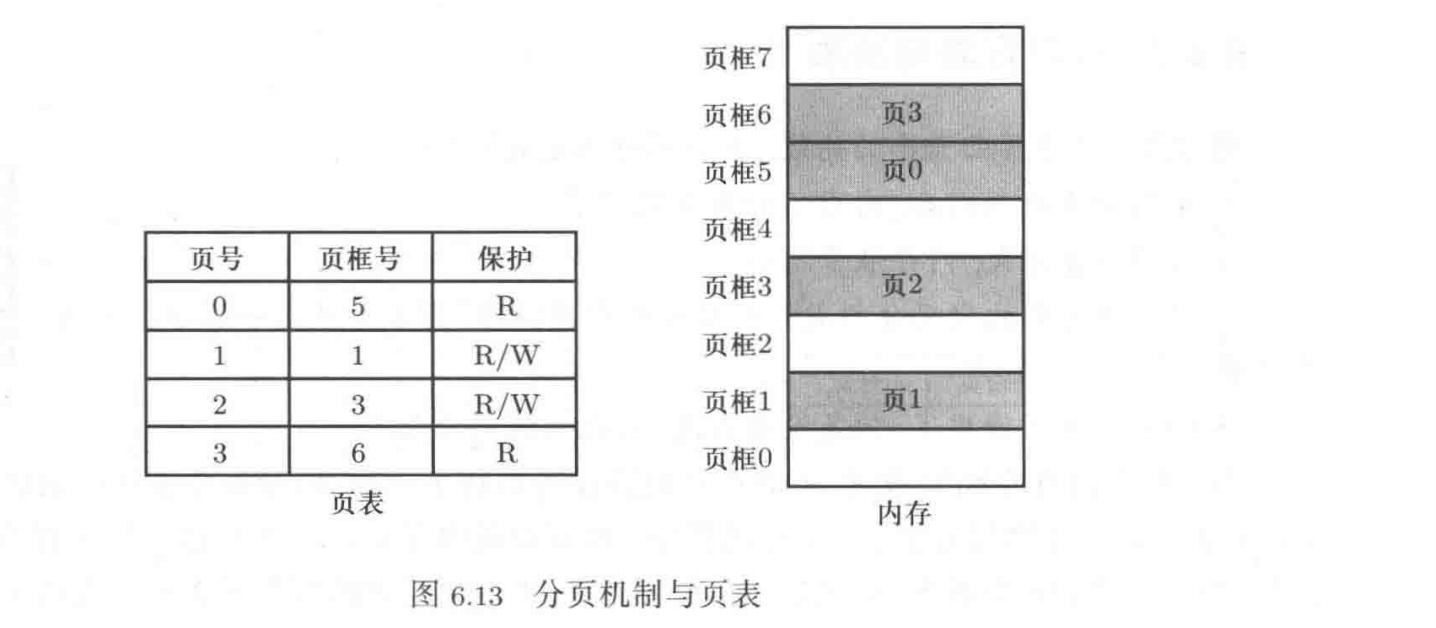 页号 页框号 保护
0 5 R
1 1 R/W
2 3 R/W
3 6 R
页表
页框7
页框6 页3
页框5 页0
页框4
页框3 页2
页框2
页框1 页1
页框0
内存
图 6.13 分页机制与页表